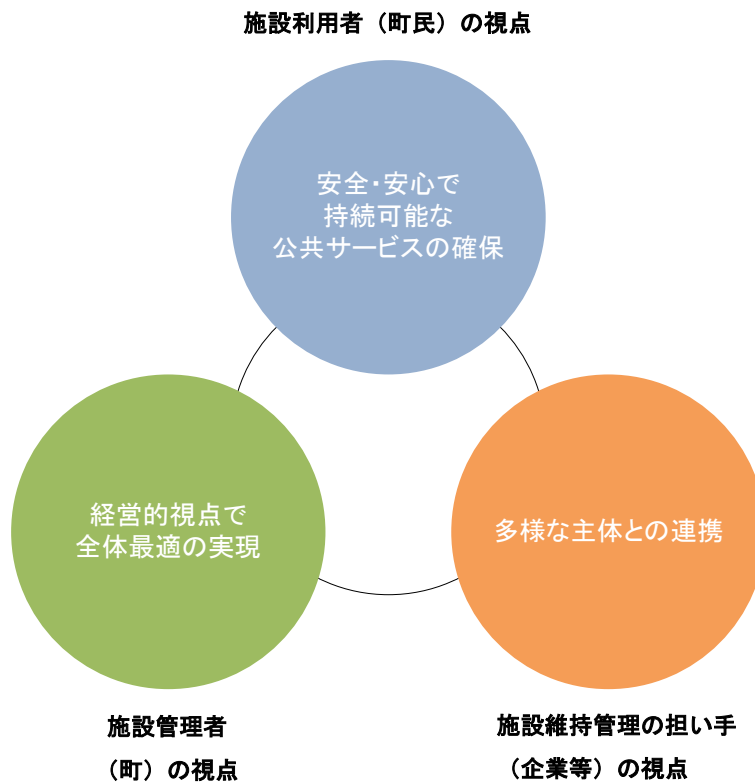 施設利用者（町民）の視点
安全・安心で
持続可能な
公共サービスの確保
経営的視点で
全体最適の実現
多様な主体との連携
施設管理者
（町）の視点
施設維持管理の担い手
（企業等）の視点